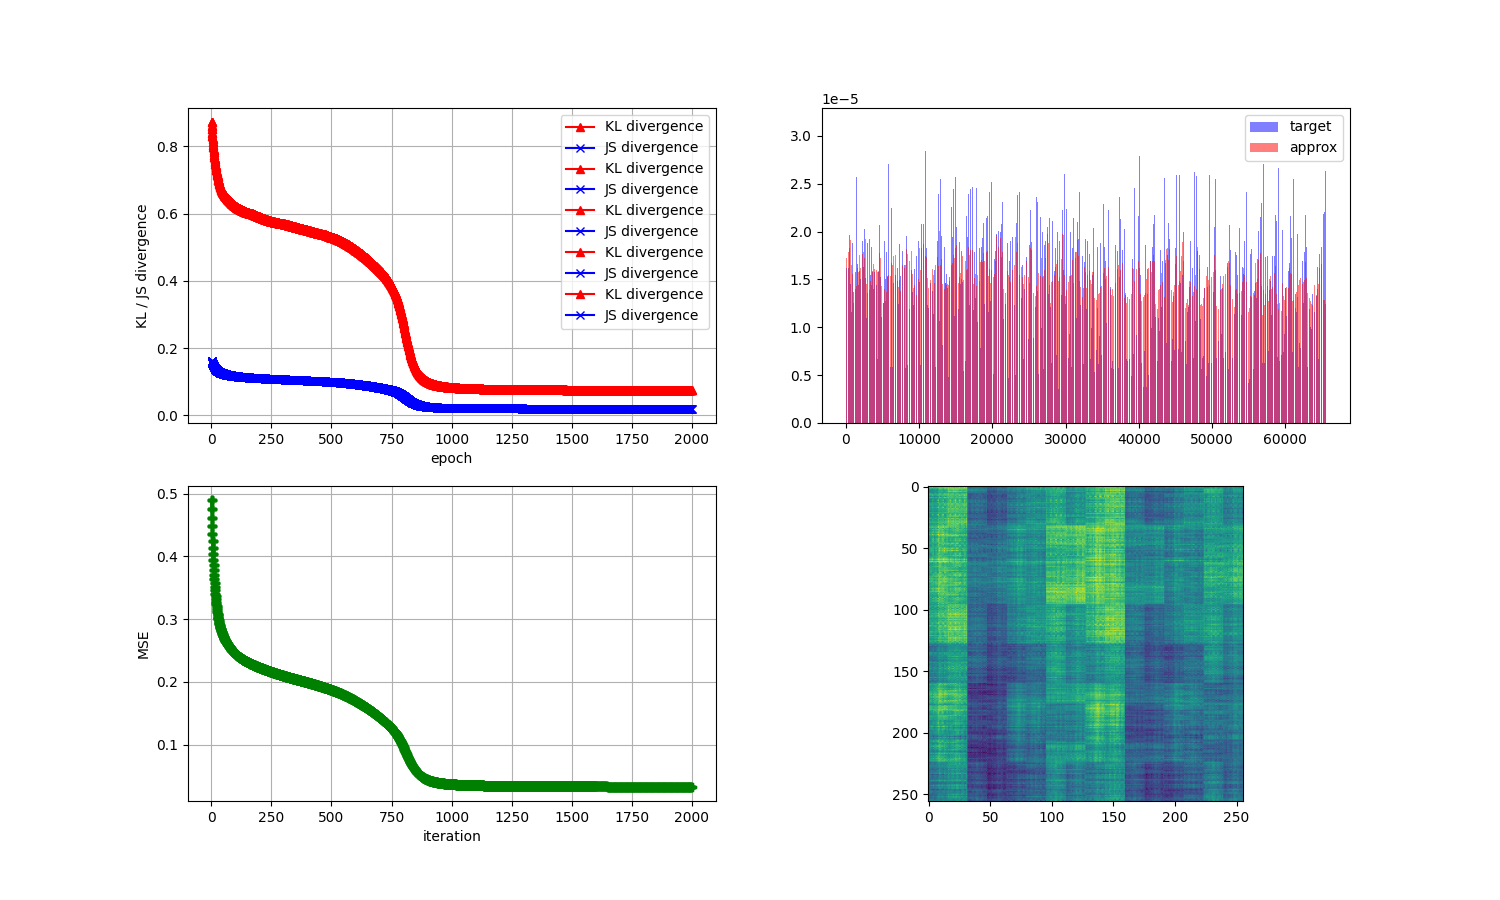 KL / JS divergence
0.8
0.6
0.4
0.2
0.0
KL divergence
JS divergence
KL divergence
JS divergence
KL divergence
JS divergence
KL divergence
JS divergence
KL divergence
JS divergence
0 250 500 750 1000 1250 1500 1750 2000
epoch
1e−5
3.0
2.5
2.0
1.5
1.0
0.5
0.0
target
approx
0 10000 20000 30000 40000 50000 60000
MSE
0.5
0.4
0.3
0.2
0.1
0 250 500 750 1000 1250 1500 1750 2000
iteration
0
50
100
150
200
250
0 50 100 150 200 250